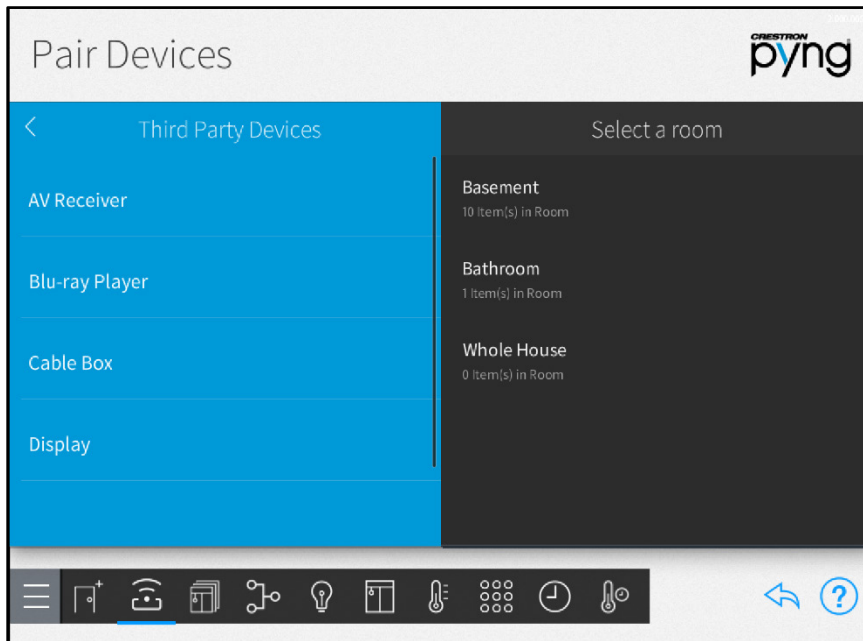 Pair Devices
CRESTRON
pyng
Third Party Devices
Select a room
AV Receiver
Blu-ray Player
Cable Box
Display
Basement
10 Item(s) in Room
Bathroom
1 Item(s) in Room
Whole House
0 Item(s) in Room
?